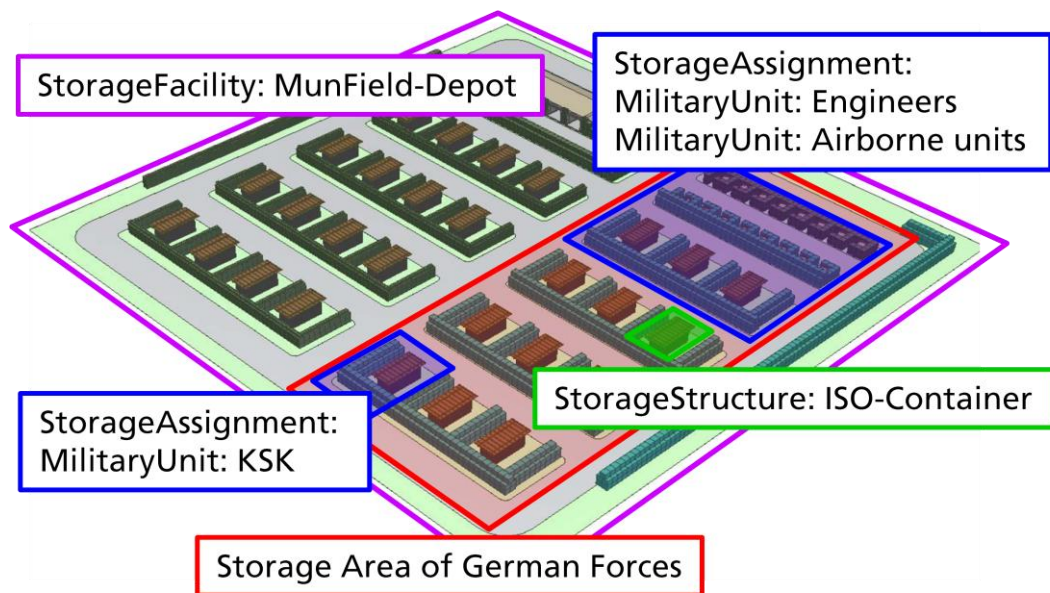 StorageFacility: MunField-Depot
StorageAssignment:
MilitaryUnit: Engineers
MilitaryUnit: Airborne units
StorageStructure: ISO-Container
StorageAssignment:
MilitaryUnit: KSK
Storage Area of German Forces